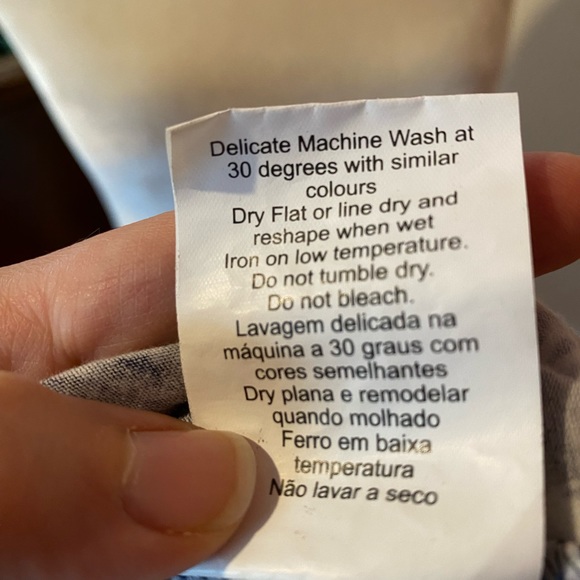 Delicate Machine Wash at
30 degrees with similar
colours
Dry Flat or line dry and
reshape when wet
Iron on low temperature.
Do not tumble dry.
Do not bleach.
Lavagem delicada na
máquina a 30 graus com
cores semelhantes
Dry plana e remodelar
quando molhado
Ferro em baixa
temperatura
Não lavar a seco